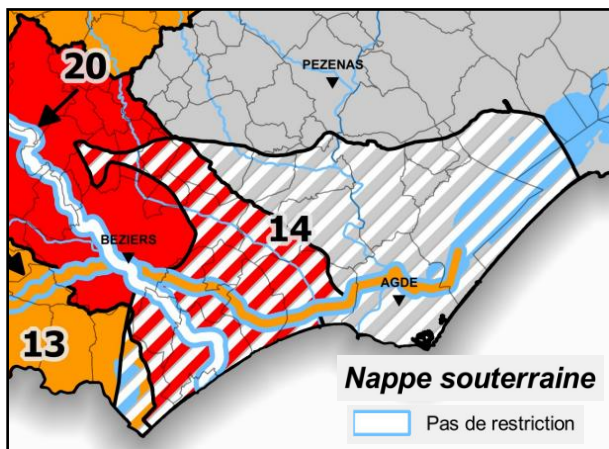 20
PEZENAS
14
BEZIERS
AGDE
13
Nappe souterraine
Pas de restriction